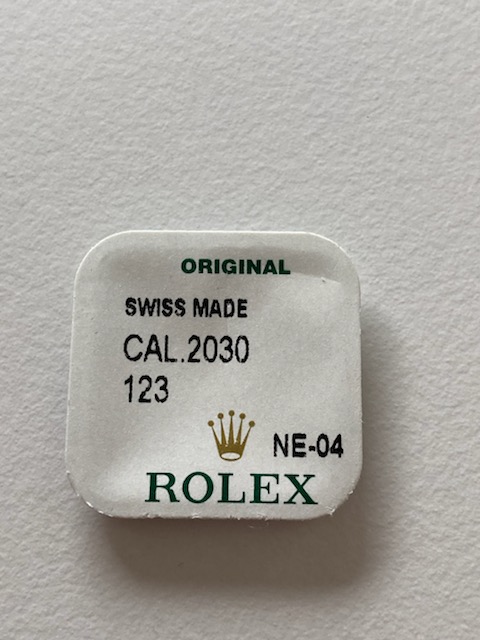 ORIGINAL
SWISS MADE
CAL.2030
123
NE-04
ROLEX